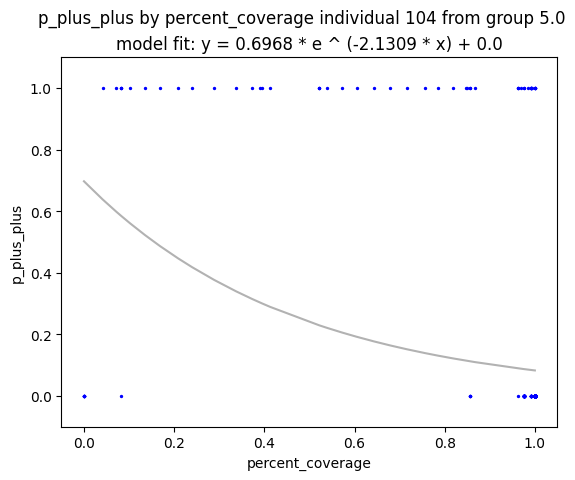 p_plus_plus by percent_coverage individual 104 from group 5.0
model fit: y = 0.6968 * e ^ (-2.1309 * x) + 0.0
1.0
0.8
0.6
0.4
0.2
0.0
p_plus_plus
0.0 0.2 0.4 0.6 0.8 1.0
percent_coverage